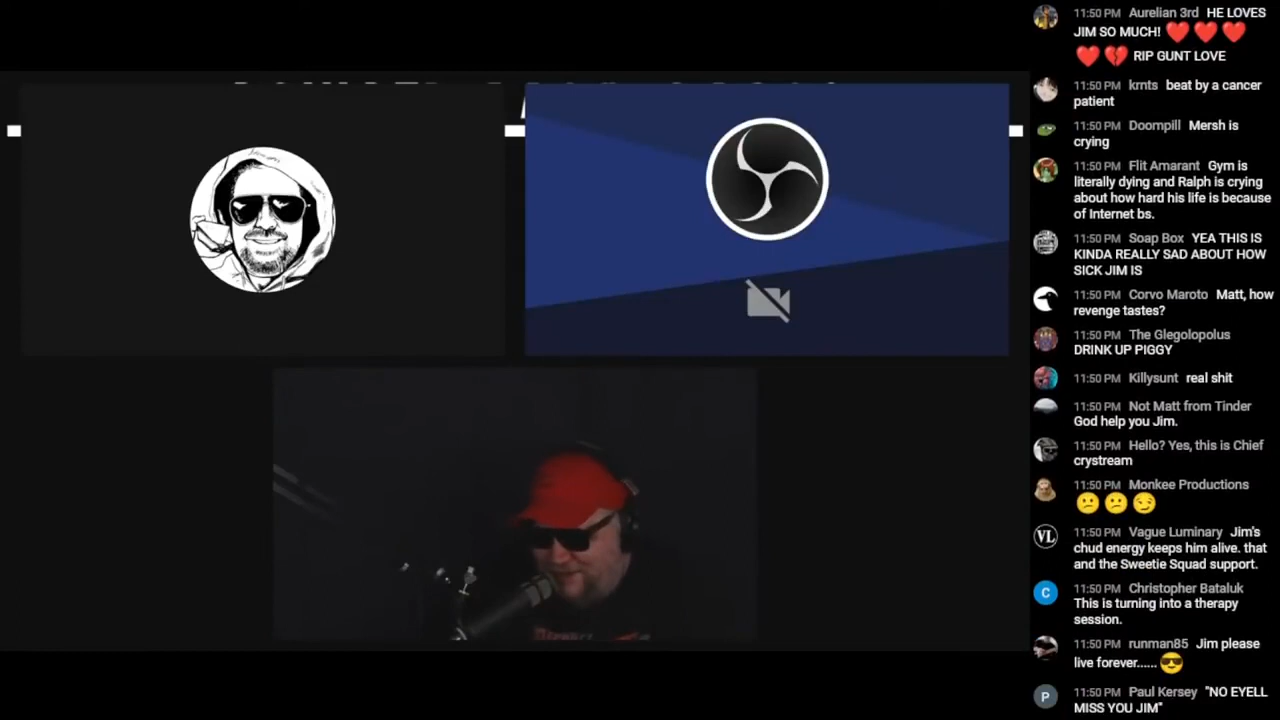 11:50 PM Aurelian 3rd HE LOVES
JIM SO MUCH! ❤️ ❤️ ❤️
❤️ 💔 RIP GUNT LOVE
11:50 PM krnts beat by a cancer
patient
11:50 PM Doompill Mersh is
crying
11:50 PM Flit Amarant Gym is
literally dying and Ralph is crying
about how hard his life is because
of Internet bs.
11:50 PM Soap Box YEA THIS IS
KINDA REALLY SAD ABOUT HOW
SICK JIM IS
11:50 PM Corvo Maroto Matt, how
revenge tastes?
11:50 PM The Glegolopolus
DRINK UP PIGGY
11:50 PM Killysunt real shit
11:50 PM Not Matt from Tinder
God help you Jim.
11:50 PM Hello? Yes, this is Chief
crystream
11:50 PM Monkee Productions
😕 😕 😏
VL
11:50 PM Vague Luminary Jim's
chud energy keeps him alive. that
and the Sweetie Squad support.
C
11:50 PM Christopher Bataluk
This is turning into a therapy
session.
11:50 PM runman85 Jim please
live forever...... 😎
P
11:50 PM Paul Kersey "NO EYELL
MISS YOU JIM"